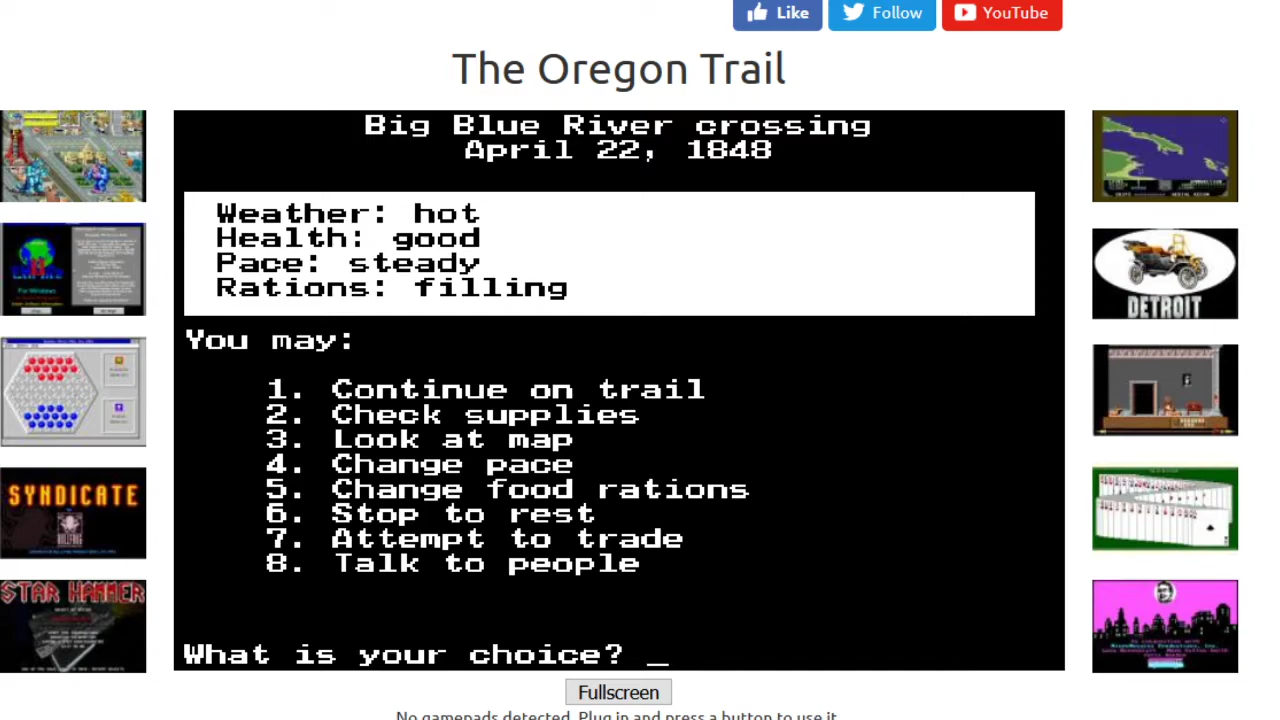 Like Follow YouTube
The Oregon Trail
Big Blue River crossing
April 22, 1848
Weather: hot
Health: good
Pace: steady
Rations: filling
You may:
1. Continue on trail
2. Check supplies
3. Look at map
4. Change pace
5. Change food rations
6. Stop to rest
7. Attempt to trade
8. Talk to people
What is your choice? _
Fullscreen
No gamepads detected. Plug in and press a button to use it.
For Windows
SYNDICATE
BULLFROG
STAR HAMMER
DETROIT